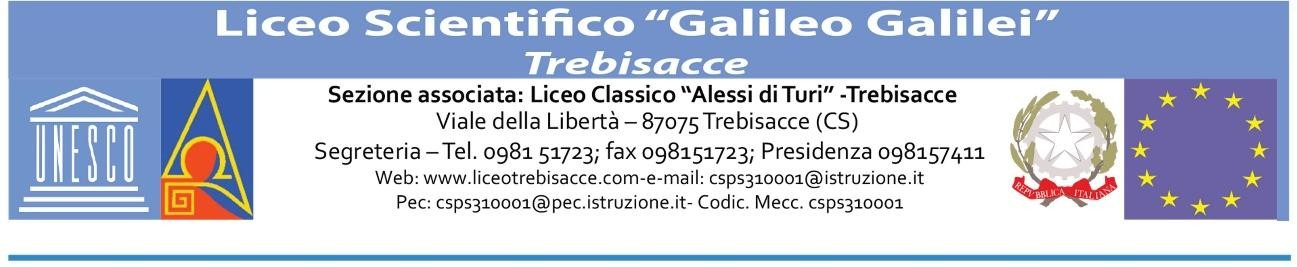 Liceo Scientifico “Galileo Galilei”
Trebisacce
Sezione associata: Liceo Classico “Alessi di Turi” -Trebisacce
Viale della Libertà – 87075 Trebisacce (CS)
Segreteria – Tel. 0981 51723; fax 098151723; Presidenza 098157411
Web: www.liceotrebisacce.com-e-mail: csps310001@istruzione.it
Pec: csps310001@pec.istruzione.it- Codic. Mecc. csps310001
UNESCO
REPVBBLICA ITALIANA